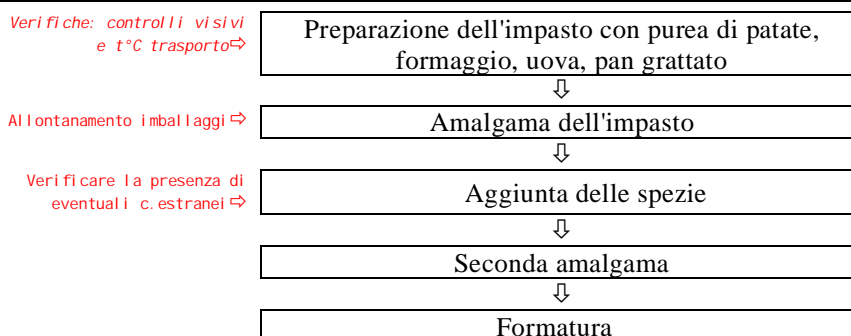 Verifiche: controlli visivi
e t°C trasporto⇨
Preparazione dell'impasto con purea di patate,
formaggio, uova, pan grattato
⇩
Allontanamento imballaggi⇨
Amalgama dell'impasto
⇩
Verificare la presenza di
eventuali c.estranei⇨
Aggiunta delle spezie
⇩
Seconda amalgama
⇩
Formatura